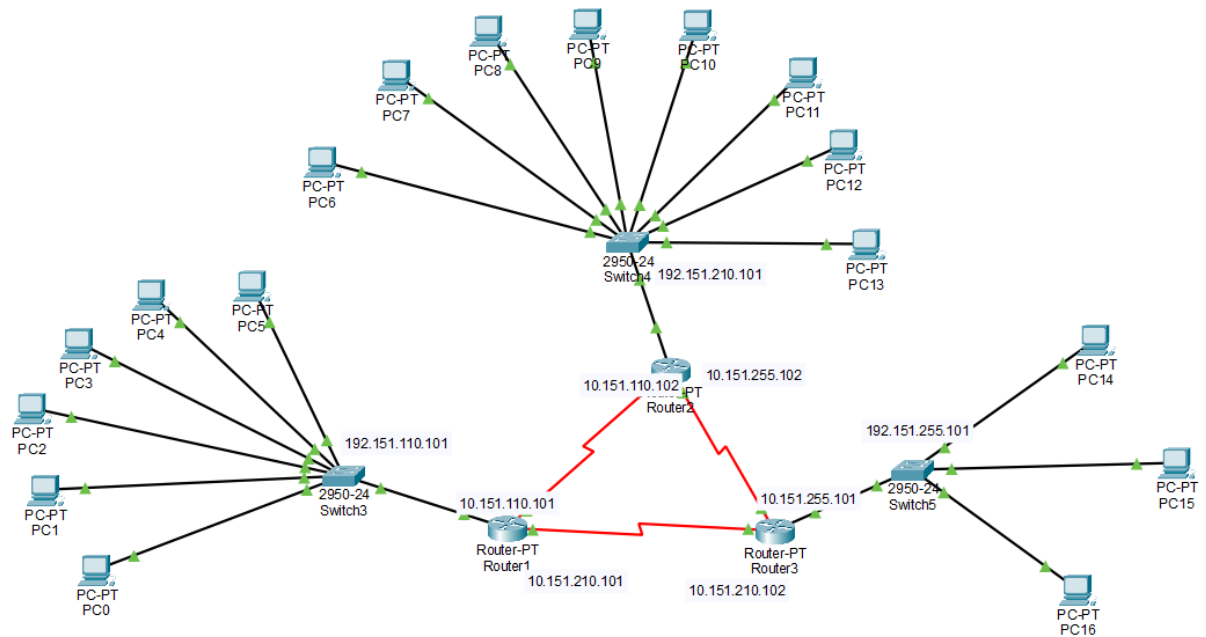 PC-PT
PC8
PC-PT
PC9
PC-PT
PC10
PC-PT
PC7
PC-PT
PC11
PC-PT
PC12
PC-PT
PC6
2950-24
Switch4
192.151.210.101
PC-PT
PC13
PC-PT
PC5
PC-PT
PC4
PC-PT
PC3
PC-PT
PC14
10.151.110.102
10.151.255.102
Router2
PC-PT
PC2
192.151.110.101
192.151.255.101
2950-24
Switch3
2950-24
Switch5
PC-PT
PC15
PC-PT
PC1
10.151.110.101
10.151.255.101
Router-PT
Router1
Router-PT
Router3
10.151.210.101
10.151.210.102
PC-PT
PC0
PC-PT
PC16